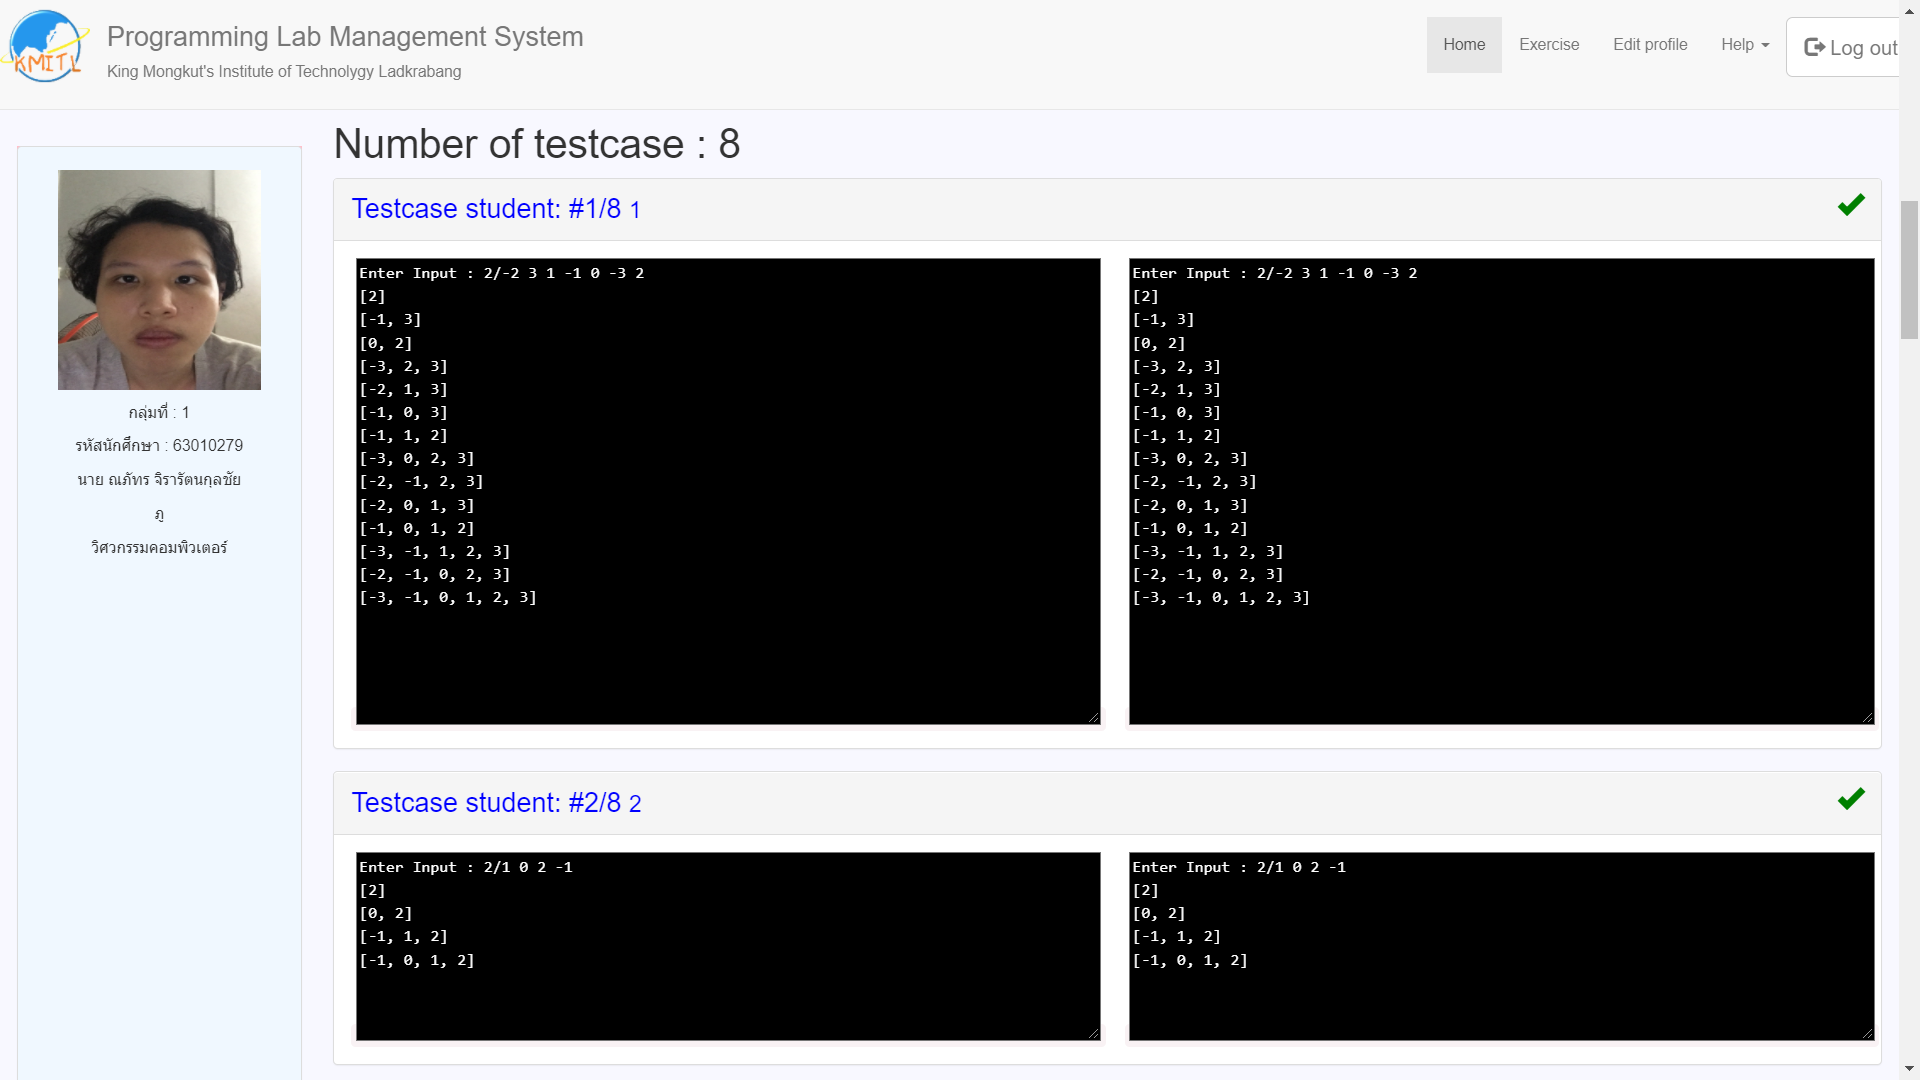 KMITL
Programming Lab Management System
King Mongkut's Institute of Technolygy Ladkrabang
Home
Exercise
Edit profile
Help
Log out
กลุ่มที่ : 1
รหัสนักศึกษา : 63010279
นาย ณภัทร จิรารัตนกุลชัย
ภู
วิศวกรรมคอมพิวเตอร์
Number of testcase : 8
Testcase student: #1/8 1
Enter Input : 2/-2 3 1 -1 0 -3 2
[2]
[-1, 3]
[0, 2]
[-3, 2, 3]
[-2, 1, 3]
[-1, 0, 3]
[-1, 1, 2]
[-3, 0, 2, 3]
[-2, -1, 2, 3]
[-2, 0, 1, 3]
[-1, 0, 1, 2]
[-3, -1, 1, 2, 3]
[-2, -1, 0, 2, 3]
[-3, -1, 0, 1, 2, 3]
Enter Input : 2/-2 3 1 -1 0 -3 2
[2]
[-1, 3]
[0, 2]
[-3, 2, 3]
[-2, 1, 3]
[-1, 0, 3]
[-1, 1, 2]
[-3, 0, 2, 3]
[-2, -1, 2, 3]
[-2, 0, 1, 3]
[-1, 0, 1, 2]
[-3, -1, 1, 2, 3]
[-2, -1, 0, 2, 3]
[-3, -1, 0, 1, 2, 3]
Testcase student: #2/8 2
Enter Input : 2/1 0 2 -1
[2]
[0, 2]
[-1, 1, 2]
[-1, 0, 1, 2]
Enter Input : 2/1 0 2 -1
[2]
[0, 2]
[-1, 1, 2]
[-1, 0, 1, 2]